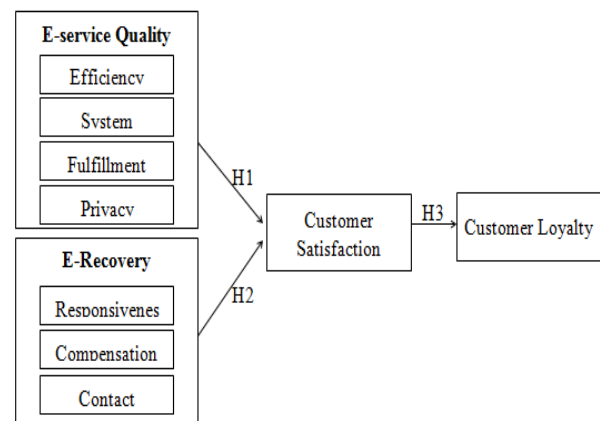 E-service Quality
Efficiency
System
Fulfillment
Privacy
H1
Customer
Satisfaction
H3
Customer Loyalty
E-Recovery
H2
Responsivenes
Compensation
Contact